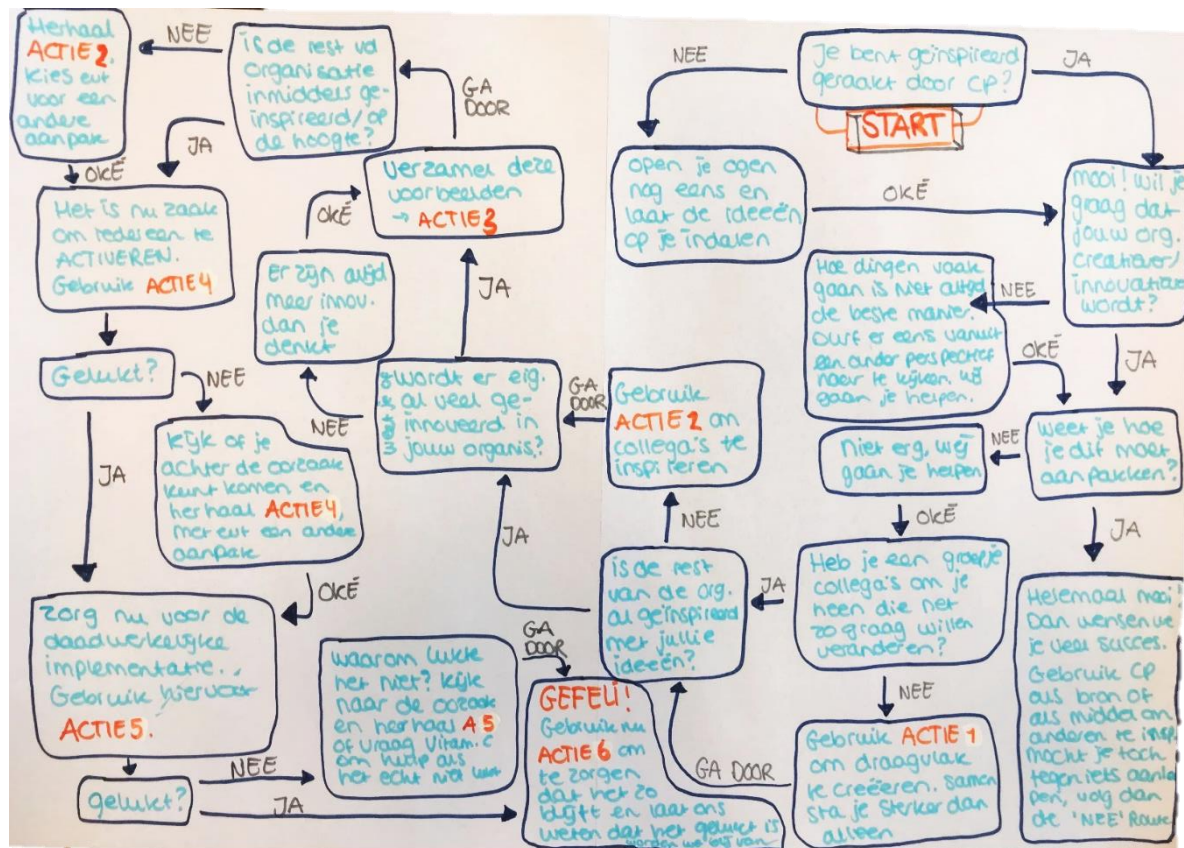 Je bent geïnspireerd
geraakt door CP?
START
NEE
JA
open je ogen
nog eens en
laat de ideeën
op je indalen
OKÉ
mooi! Wil je
graag dat
jouw org.
creatiever/
innovatiever
wordt?
NEE
Hoe dingen vaak
gaan is niet altijd
de beste manier.
Durf er eens vanuit
een ander perspectief
naar te kijken. Wij
gaan je helpen.
OKÉ
JA
Weet je hoe
je dit moet
aanpakken?
NEE
Niet erg, wij
gaan je helpen
JA
Helemaal mooi!
Dan wensen we
je veel succes.
Gebruik CP
als bron of
als middel om
anderen te insp.
mocht je toch
tegen iets aanlo
pen, volg dan
de 'NEE' Route
OKÉ
Heb je een groepje
collega's om je
heen die net
zo graag willen
veranderen?
NEE
Gebruik ACTIE 1
om draagvlak
te creëeren. Samen
sta je sterker dan
alleen
GA DOOR
JA
is de rest
van de org.
al geïnspireerd
met jullie
ideeën?
NEE
Gebruik
ACTIE 2 om
collega's te
inspireren
GA
DOOR
JA
wordt er eig.
al veel ge-
innoveerd in
jouw organis.?
NEE
Er zijn altijd
meer innov.
dan je
denkt
OKÉ
JA
Verzamel deze
voorbeelden
→ ACTIE 3
GA
DOOR
is de rest vd
organisatie
inmiddels ge-
inspireerd/op
de hoogte?
NEE
Herhaal
ACTIE 2.
Kies evt
voor een
andere
aanpak
OKÉ
JA
Het is nu zaak
om iedereen te
ACTIVEREN.
Gebruik ACTIE 4
Gelukt?
NEE
Kijk of je
achter de oorzaak
kunt komen en
herhaal ACTIE 4,
met evt een andere
aanpak
OKÉ
JA
Zorg nu voor de
daadwerkelijke
implementatie.
Gebruik hiervoor
ACTIE 5.
gelukt?
NEE
waarom lukte
het niet? Kijk
naar de oorzaak
en herhaal A 5
of vraag Vitam. C
om hulp als
het echt niet lukt
GA
DOOR
JA
GEFELI!
Gebruik nu
ACTIE 6 om
te zorgen
dat het zo
blijft en laat ons
weten dat het gelukt is
worden we blij van